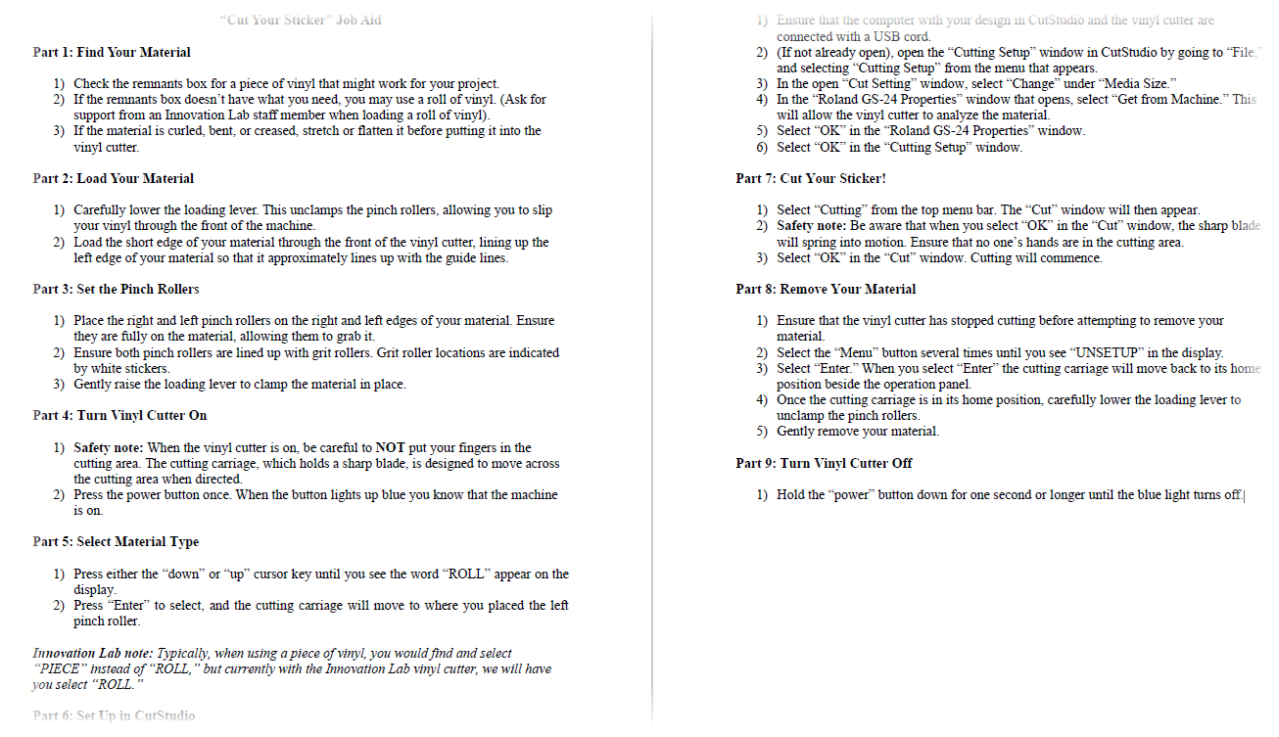 "Cut Your Sticker" Job Aid
Part 1: Find Your Material
1) Check the remnants box for a piece of vinyl that might work for your project.
2) If the remnants box doesn't have what you need, you may use a roll of vinyl. (Ask for
support from an Innovation Lab staff member when loading a roll of vinyl).
3) If the material is curled, bent, or creased, stretch or flatten it before putting it into the
vinyl cutter.
Part 2: Load Your Material
1) Carefully lower the loading lever. This unclamps the pinch rollers, allowing you to slip
your vinyl through the front of the machine.
2) Load the short edge of your material through the front of the vinyl cutter, lining up the
left edge of your material so that it approximately lines up with the guide lines.
Part 3: Set the Pinch Rollers
1) Place the right and left pinch rollers on the right and left edges of your material. Ensure
they are fully on the material, allowing them to grab it.
2) Ensure both pinch rollers are lined up with grit rollers. Grit roller locations are indicated
by white stickers.
3) Gently raise the loading lever to clamp the material in place.
Part 4: Turn Vinyl Cutter On
1) Safety note: When the vinyl cutter is on, be careful to NOT put your fingers in the
cutting area. The cutting carriage, which holds a sharp blade, is designed to move across
the cutting area when directed.
2) Press the power button once. When the button lights up blue you know that the machine
is on.
Part 5: Select Material Type
1) Press either the "down" or "up" cursor key until you see the word "ROLL" appear on the
display.
2) Press "Enter" to select, and the cutting carriage will move to where you placed the left
pinch roller.
Innovation Lab note: Typically, when using a piece of vinyl, you would find and select
"PIECE" instead of "ROLL," but currently with the Innovation Lab vinyl cutter, we will have
you select "ROLL."
Part 6: Set Up in CutStudio
1) Ensure that the computer with your design in CutStudio and the vinyl cutter are
connected with a USB cord.
2) (If not already open), open the "Cutting Setup" window in CutStudio by going to "File,"
and selecting "Cutting Setup" from the menu that appears.
3) In the open "Cut Setting" window, select "Change" under "Media Size."
4) In the "Roland GS-24 Properties" window that opens, select "Get from Machine." This
will allow the vinyl cutter to analyze the material.
5) Select "OK" in the "Roland GS-24 Properties" window.
6) Select "OK" in the "Cutting Setup" window.
Part 7: Cut Your Sticker!
1) Select "Cutting" from the top menu bar. The "Cut" window will then appear.
2) Safety note: Be aware that when you select "OK" in the "Cut" window, the sharp blade
will spring into motion. Ensure that no one's hands are in the cutting area.
3) Select "OK" in the "Cut" window. Cutting will commence.
Part 8: Remove Your Material
1) Ensure that the vinyl cutter has stopped cutting before attempting to remove your
material.
2) Select the "Menu" button several times until you see "UNSETUP" in the display.
3) Select "Enter." When you select "Enter" the cutting carriage will move back to its home
position beside the operation panel.
4) Once the cutting carriage is in its home position, carefully lower the loading lever to
unclamp the pinch rollers.
5) Gently remove your material.
Part 9: Turn Vinyl Cutter Off
1) Hold the "power" button down for one second or longer until the blue light turns off.